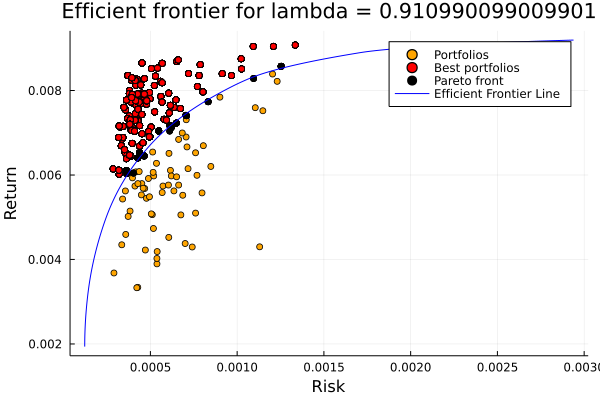 Efficient frontier for lambda = 0.910990099009901
Portfolios
Best portfolios
Pareto front
Efficient Frontier Line
Return
0.008
0.006
0.004
0.002
0.0005
0.0010
0.0015
0.0020
0.0025
0.0030
Risk